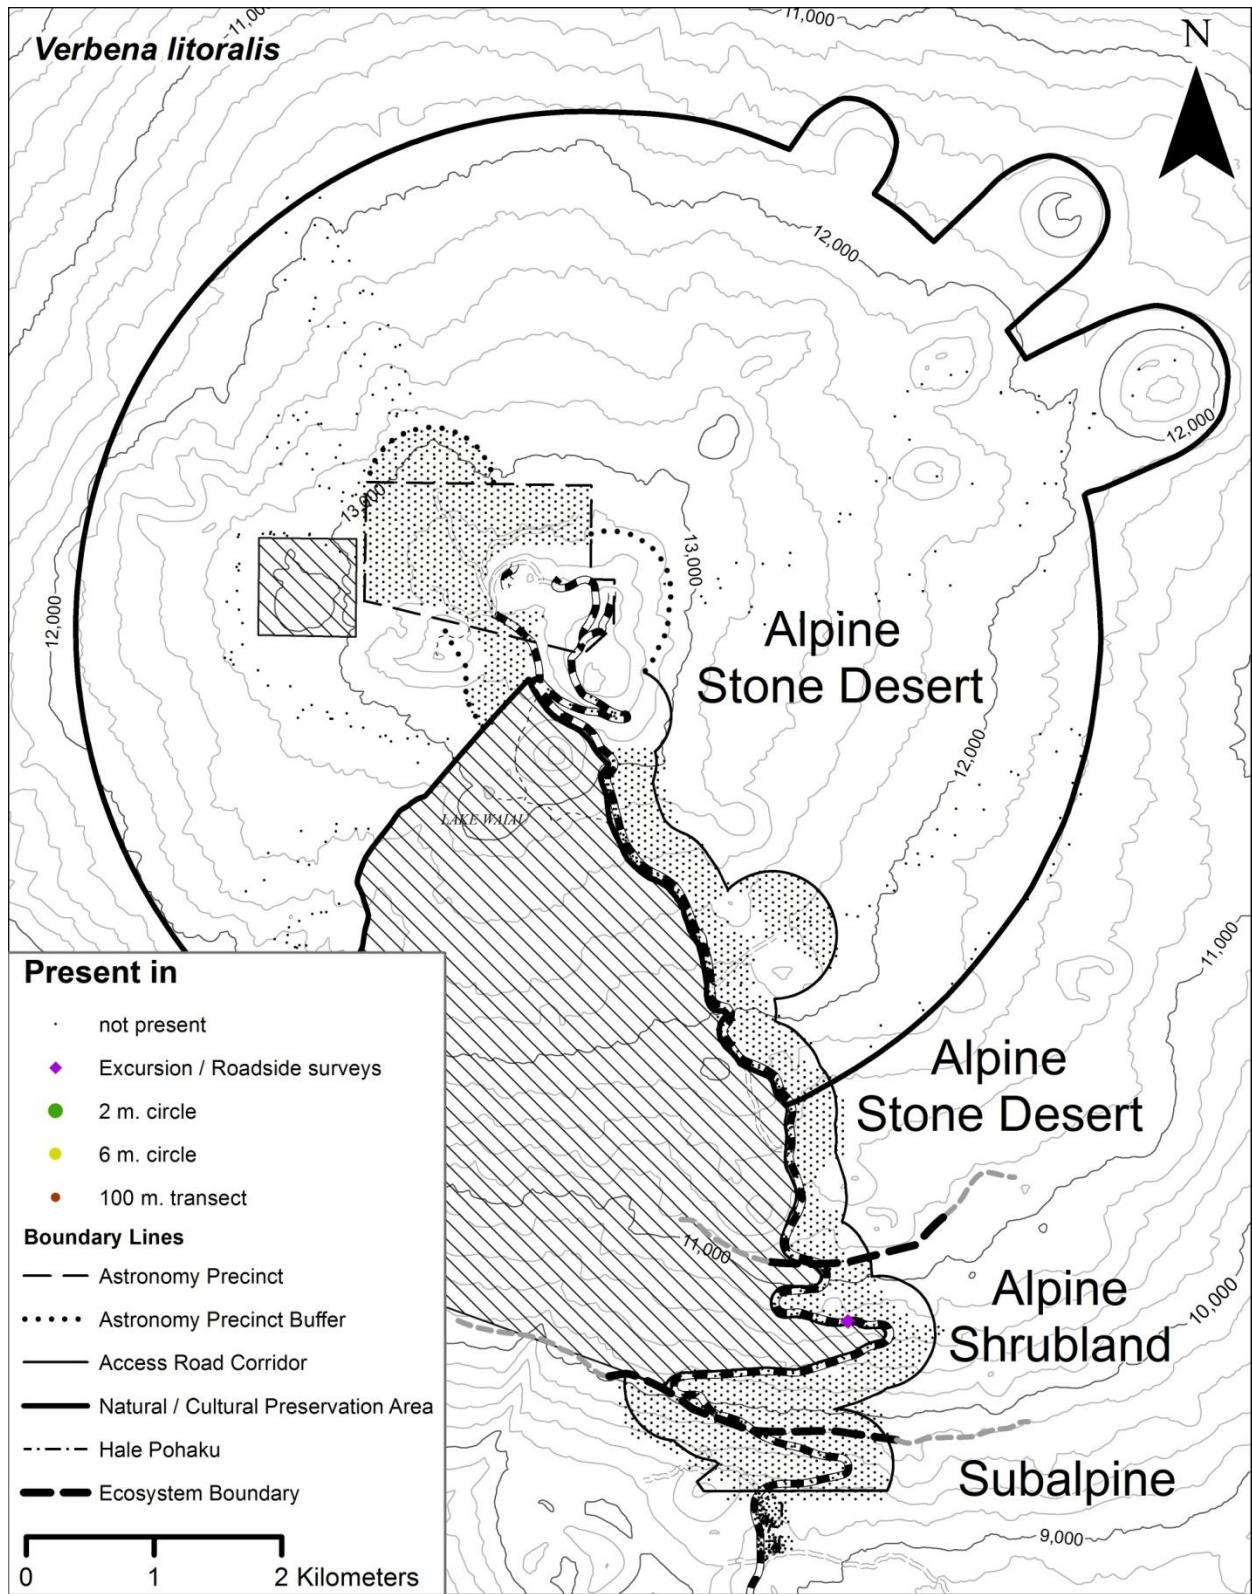 11,000
11,000
Verbena litoralis
N
12,000
12,000
13,000
13,000
12,000
Alpine
Stone Desert
12,000
LAKE WAIAU
11,000
Present in
not present
Excursion / Roadside surveys
2 m. circle
6 m. circle
100 m. transect
Boundary Lines
Astronomy Precinct
Astronomy Precinct Buffer
Access Road Corridor
Natural / Cultural Preservation Area
Hale Pohaku
Ecosystem Boundary
0 1 2 Kilometers
Alpine
Stone Desert
11,000
Alpine
Shrubland
10,000
Subalpine
9,000